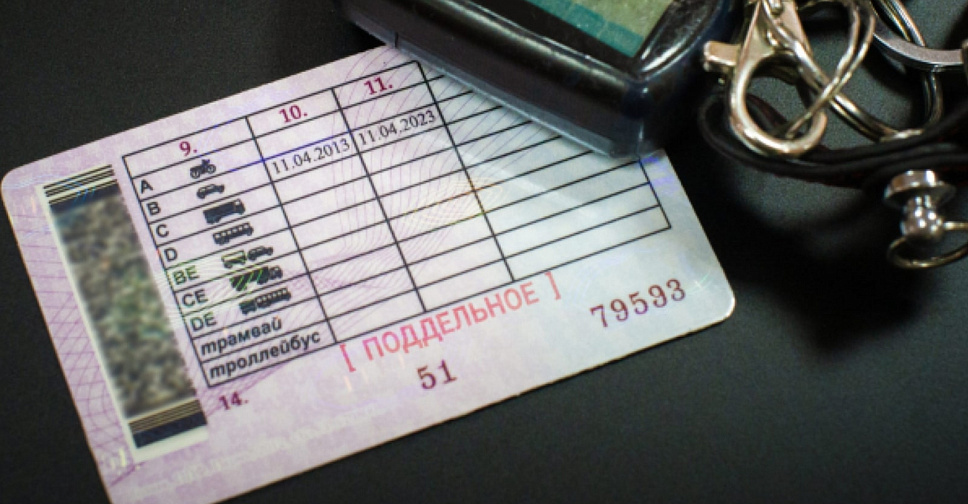 9. 10. 11.
A
B 11.04.2013 11.04.2023
C
D
BE
CE
DE
трамвай
троллейбус
[ ПОДДЕЛЬНОЕ ]
14. 51 79593